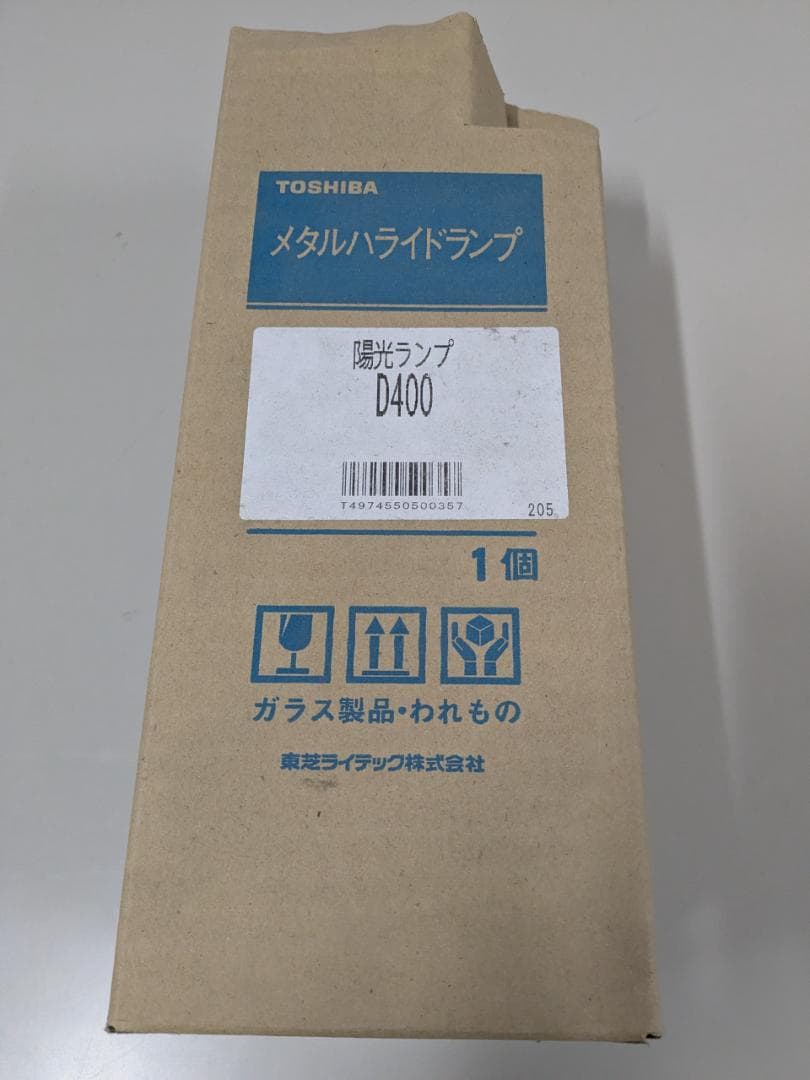 TOSHIBA
メタルハライドランプ
陽光ランプ
D400
T4974550500357
205
1個
ガラス製品・われもの
東芝ライテック株式会社